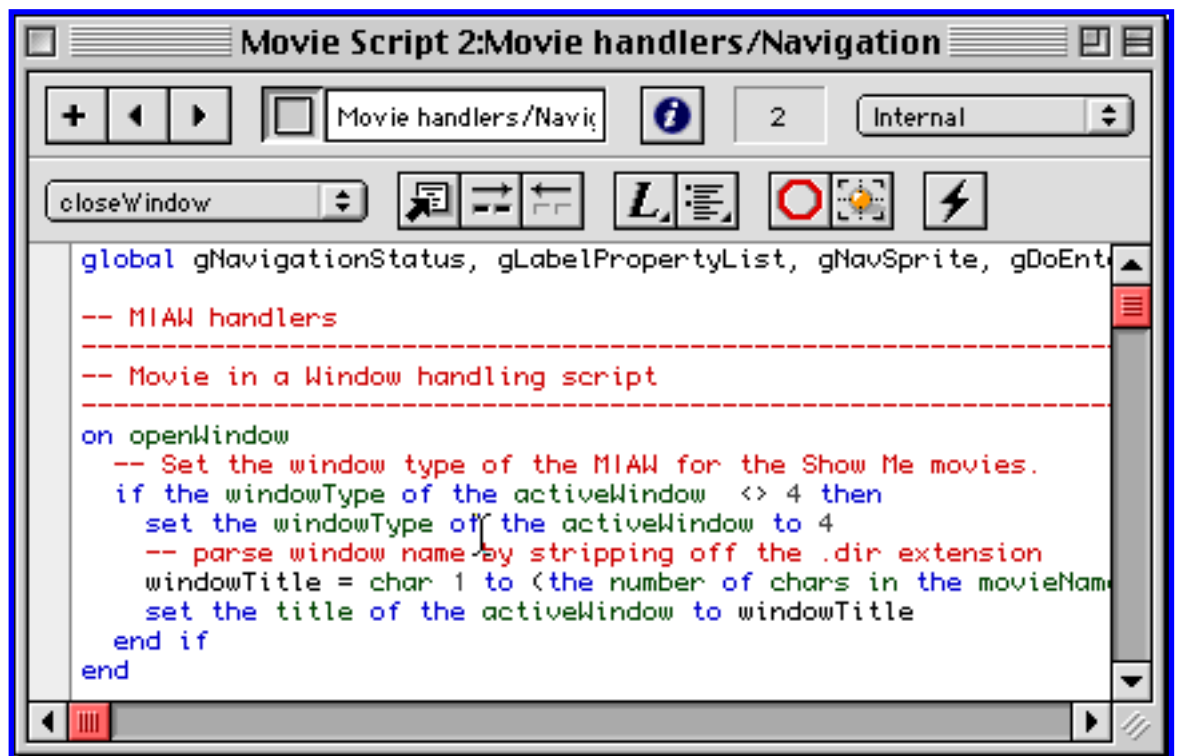 Movie Script 2:Movie handlers/Navigation
Movie handlers/Navig
2
Internal
closeWindow
L
global gNavigationStatus, gLabelPropertyList, gNavSprite, gDoEnt
-- MIAW handlers
--------------------------------------------------------------------
-- Movie in a Window handling script
--------------------------------------------------------------------
on openWindow
-- Set the window type of the MIAW for the Show Me movies.
if the windowType of the activeWindow  <> 4 then
set the windowType of the activeWindow to 4
-- parse window name by stripping off the .dir extension
windowTitle = char 1 to (the number of chars in the movieNam
set the title of the activeWindow to windowTitle
end if
end